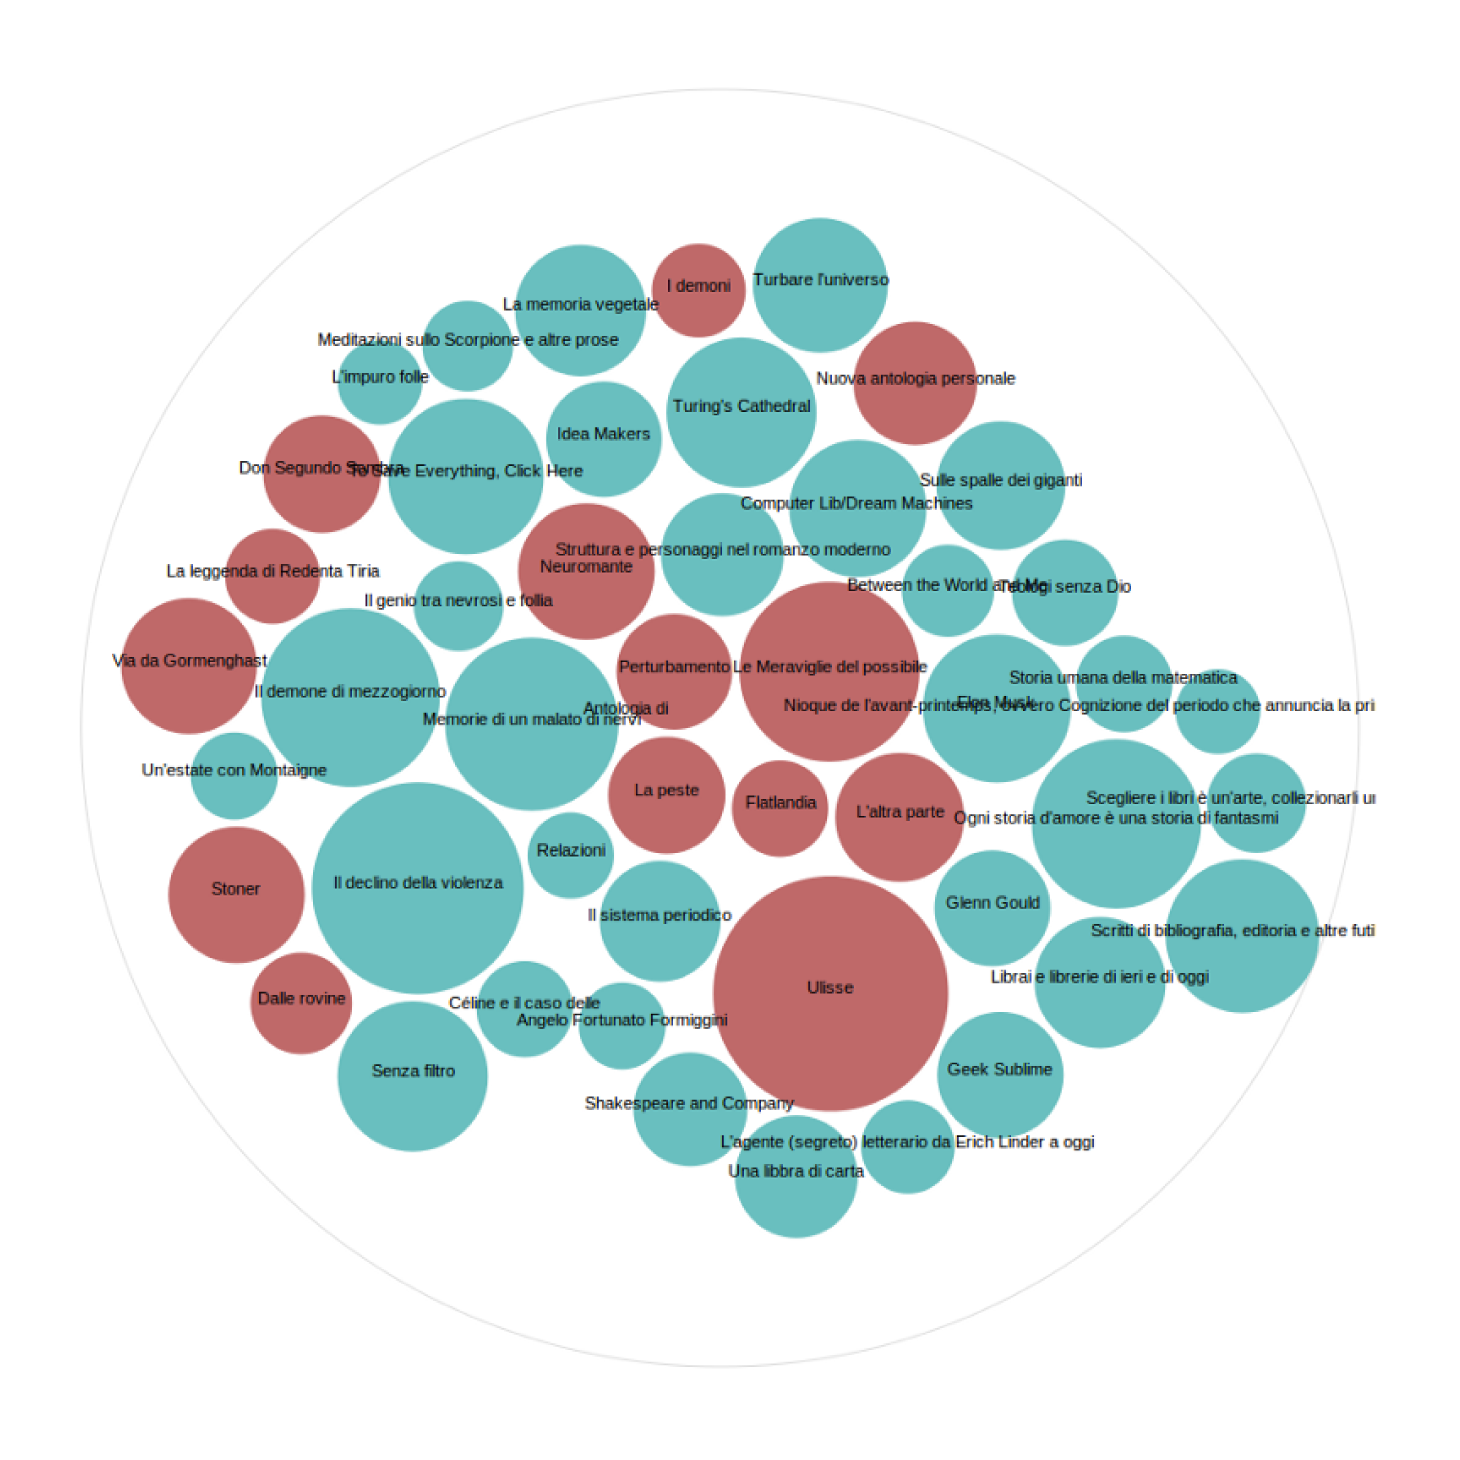 Turbare l'universo
I demoni
La memoria vegetale
Meditazioni sullo Scorpione e altre prose
L'impuro folle
Nuova antologia personale
Turing's Cathedral
Idea Makers
Don Segundo Sombra
To Save Everything, Click Here
Sulle spalle dei giganti
Computer Lib/Dream Machines
Struttura e personaggi nel romanzo moderno
Neuromante
La leggenda di Redenta Tiria
Il genio tra nevrosi e follia
Between the World and Me
Teologi senza Dio
Via da Gormenghast
Perturbamento
Le Meraviglie del possibile
Storia umana della matematica
Il demone di mezzogiorno
Elon Musk
Nioque de l'avant-printemps, ovvero Cognizione del periodo che annuncia la pri
Antologia di
Memorie di un malato di nervi
Un'estate con Montaigne
La peste
Flatlandia
L'altra parte
Scegliere i libri è un'arte, collezionarli
Ogni storia d'amore è una storia di fantasmi
Relazioni
Stoner
Il declino della violenza
Il sistema periodico
Glenn Gould
Scritti di bibliografia, editoria e altre futi
Librai e librerie di ieri e di oggi
Ulisse
Dalle rovine
Céline e il caso delle
Angelo Fortunato Formiggini
Senza filtro
Geek Sublime
Shakespeare and Company
L'agente (segreto) letterario da Erich Linder a oggi
Una libbra di carta